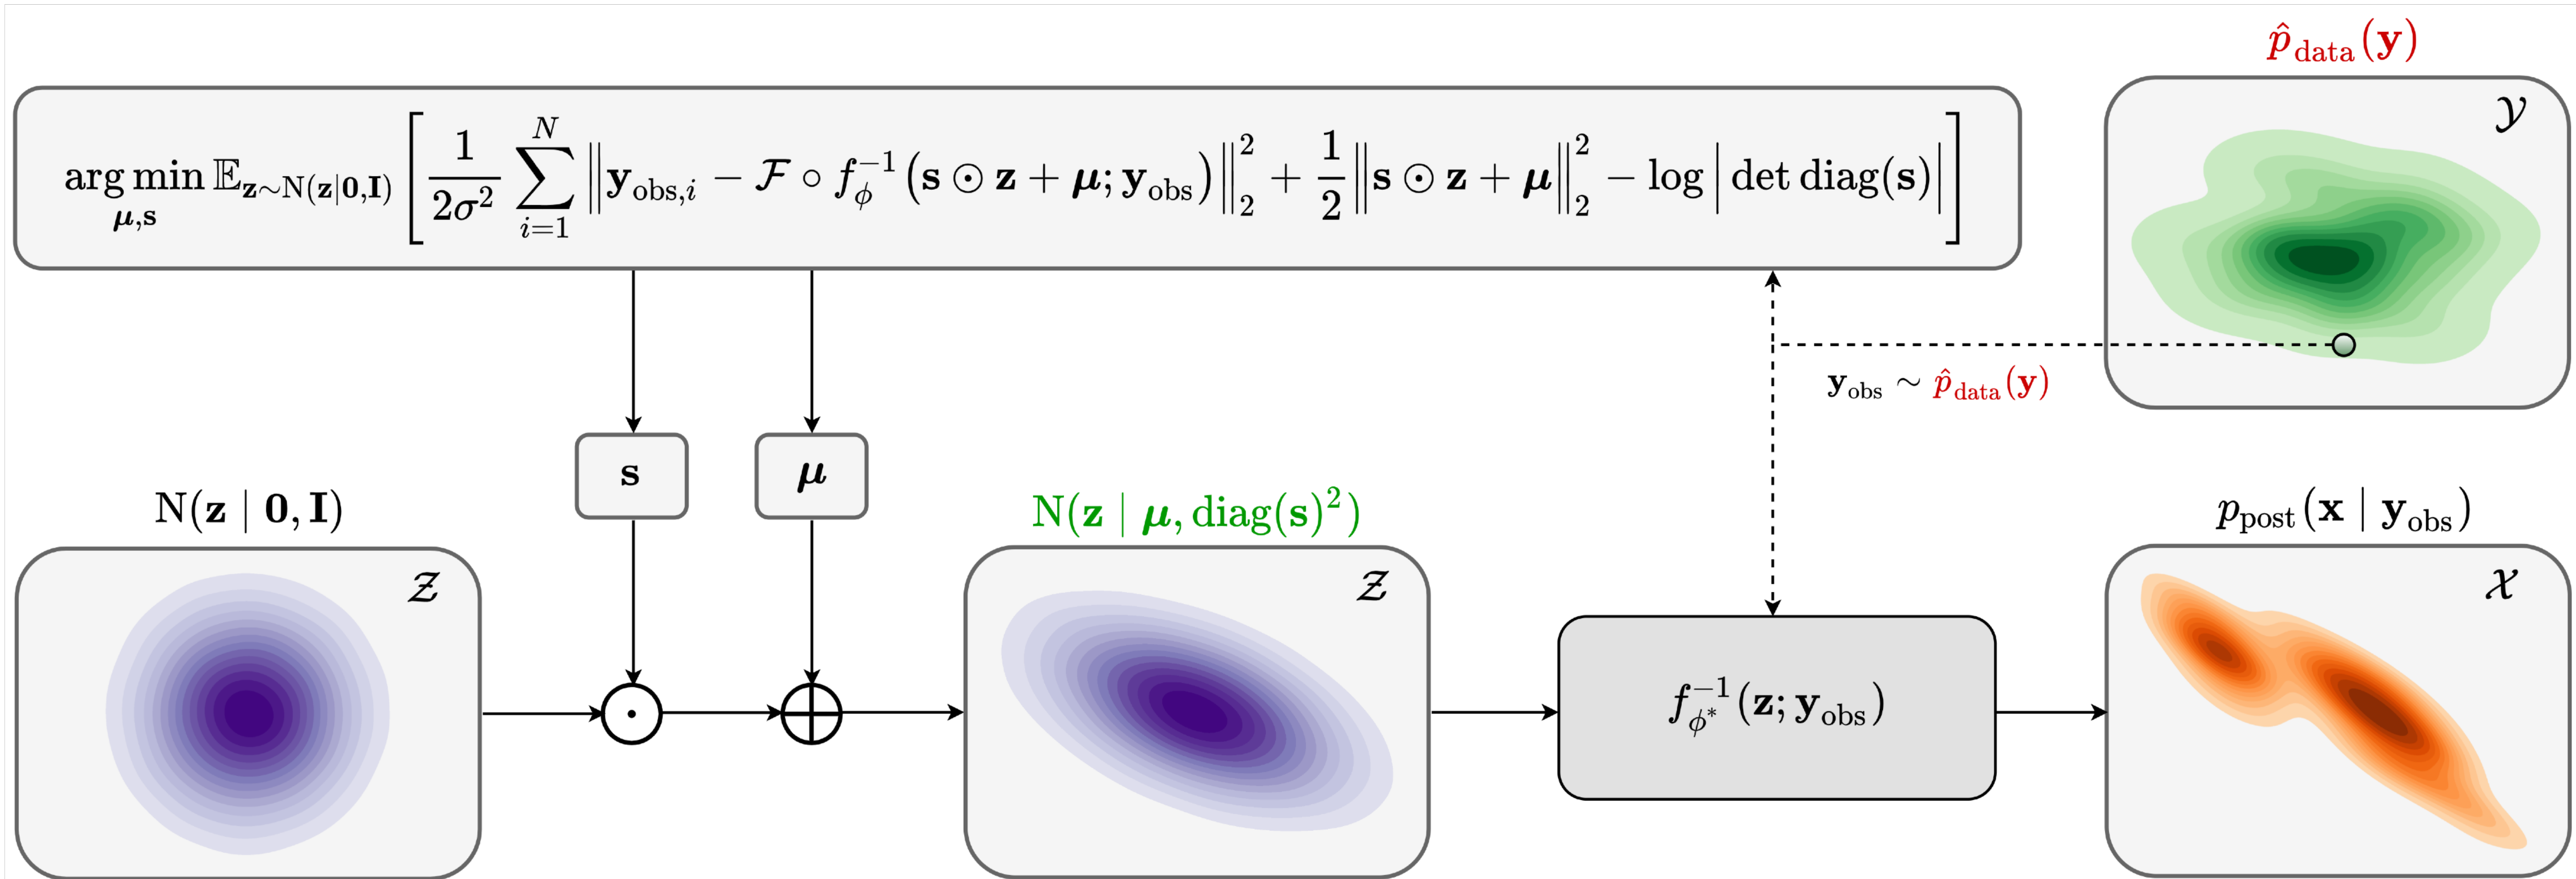 p̂_data(y)
𝒴
arg min_{μ,s} 𝔼_{z∼N(z|0,I)} [ 1/(2σ²) ∑_{i=1}^{N} ‖y_{obs,i} − ℱ ∘ f_ϕ^{−1}(s ⊙ z + μ; y_obs)‖₂² + 1/2 ‖s ⊙ z + μ‖₂² − log |det diag(s)| ]
y_obs ∼ p̂_data(y)
s
μ
N(z | 0, I)
N(z | μ, diag(s)²)
p_post(x | y_obs)
𝒵
𝒵
𝒳
f_{ϕ*}^{−1}(z; y_obs)